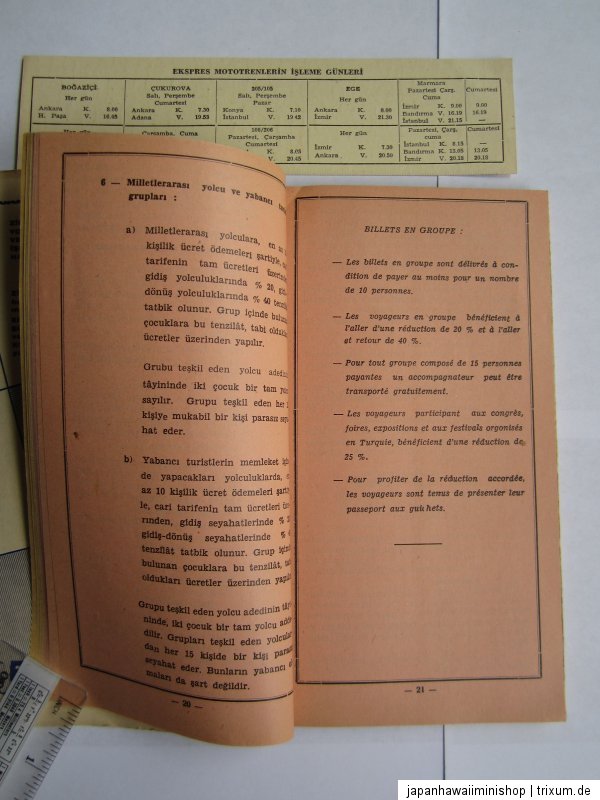 EKSPRES MOTOTRENLERİN İŞLEME GÜNLERİ
BOĞAZİÇİ
Her gün
Ankara K. 8.00
H. Paşa V. 16.45
ÇUKUROVA
Salı, Perşembe
Cumartesi
Ankara K. 7.30
Adana V. 19.53
205/105
Salı, Perşembe
Pazar
Konya K. 7.10
İstanbul V. 19.42
EGE
Her gün
Ankara K. 8.00
İzmir V. 21.30
Marmara
Pazartesi Çarş.
Cuma
İzmir K. 9.00
Bandırma V. 16.19
İstanbul V. 21.15
Cumartesi
9.00
16.19
—
Her gün
Çarşamba, Cuma
106/206
Pazartesi, Çarşamba
Cumartesi
K. 8.05
V. 20.45
Her gün
İzmir K. 7.30
Ankara V. 20.50
Pazartesi, Çarş.
cuma
İstanbul K. 8.15
Bandırma K. 13.05
İzmir V. 20.13
Cumartesi
—
13.05
20.13
6 — Milletlerarası yolcu ve yabancı
grupları :
a) Milletlerarası yolculara, en
kişilik ücret ödemeleri şartiyle,
tarifenin tam ücretleri üzerinden
gidiş yolculuklarında % 20,
dönüş yolculuklarında % 40
tatbik olunur. Grup içinde
çocuklara bu tenzilât, tabi
ücretler üzerinden yapılır.
Grubu teşkil eden yolcu
tâyininde iki çocuk bir tam
sayılır. Grupu teşkil eden her
kişiye mukabil bir kişi parasız
hat eder.
b) Yabancı turistlerin memleket
de yapacakları yolculuklarda,
az 10 kişilik ücret ödemeleri
le, cari tarifenin tam ücretleri
rından, gidiş seyahatlerinde %
gidiş-dönüş seyahatlerinde %
tenzilât tatbik olunur. Grup
bulunan çocuklara bu tenzilât,
oldukları ücretler üzerinden
Grupu teşkil eden yolcu adedinin
ninde, iki çocuk bir tam yolcu
dilir. Grupları teşkil eden
dan her 15 kişide bir kişi
seyahat eder. Bunların yabancı
maları da şart değildir.
— 20 —
BILLETS EN GROUPE :
— Les billets en groupe sont délivrés à con-
dition de payer au moins pour un nombre
de 10 personnes.
— Les voyageurs en groupe bénéficient à
l'aller d'une réduction de 20 % et à l'aller
et retour de 40 %.
— Pour tout groupe composé de 15 personnes
payantes un accompagnateur peut être
transporté gratuitement.
— Les voyageurs participant aux congrès,
foires, expositions et aux festivals orgonisés
en Turquie, bénéficient d'une réduction de
25 %.
— Pour profiter de la réduction accordée,
les voyageurs sont tenus de présenter leur
passeport aux guichets.
— 21 —
1
japanhawaiiminishop | trixum.de